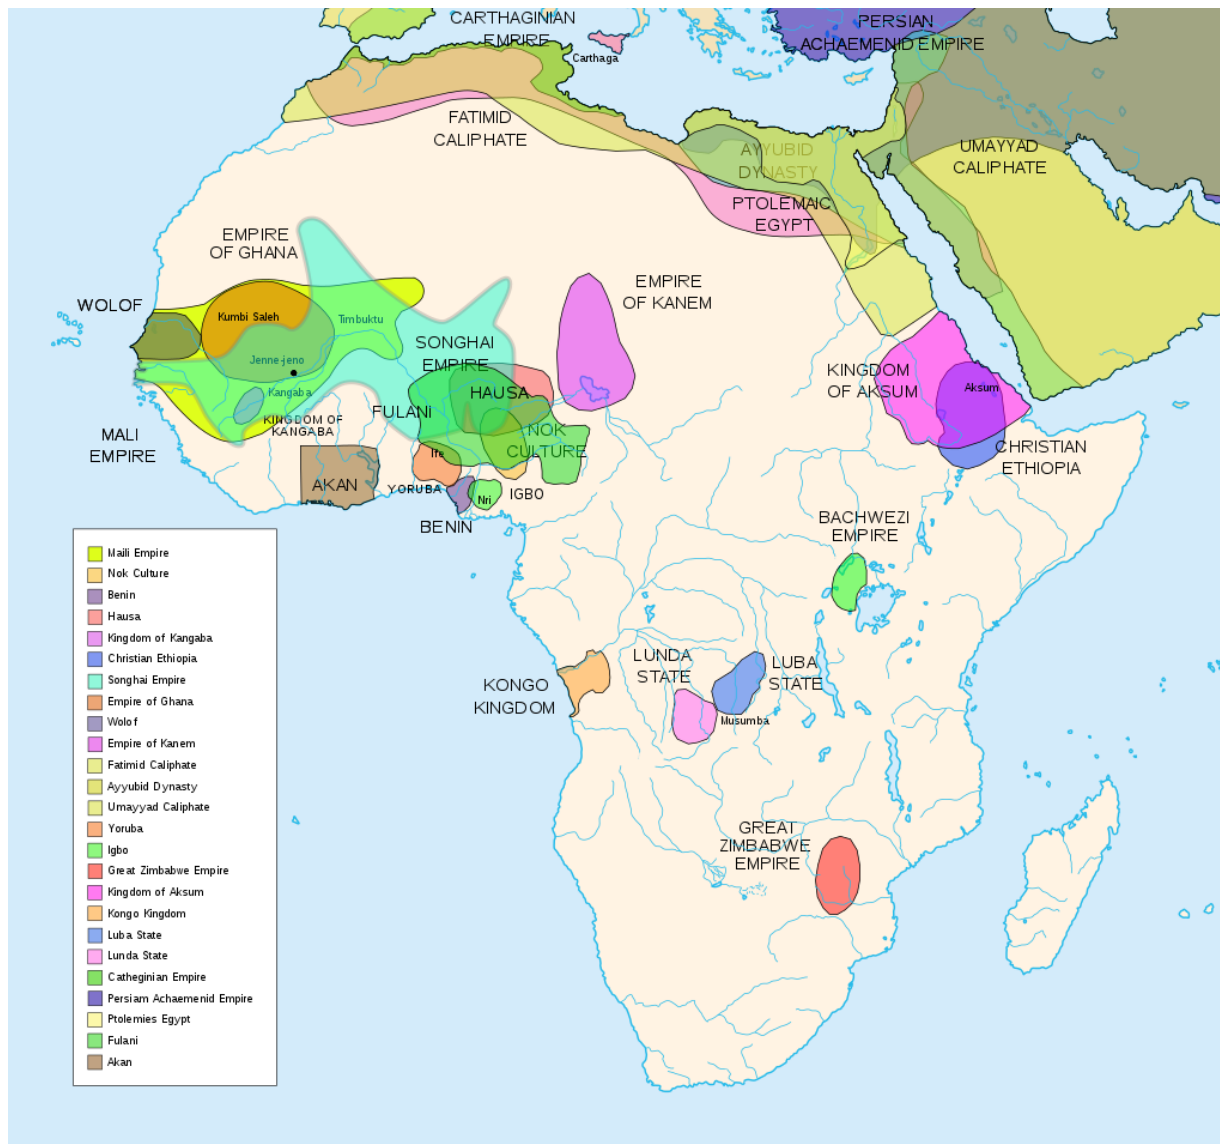 CARTHAGINIAN
EMPIRE
PERSIAN
ACHAEMENID EMPIRE
Carthaga
FATIMID
CALIPHATE
AYYUBID
DYNASTY
UMAYYAD
CALIPHATE
PTOLEMAIC
EGYPT
EMPIRE
OF GHANA
EMPIRE
OF KANEM
WOLOF
Kumbi Saleh
Timbuktu
SONGHAI
EMPIRE
Jenne-jeno
Kangaba
KINGDOM OF
KANGABA
HAUSA
FULANi
NOK
CULTURE
KINGDOM
OF AKSUM
Aksum
CHRISTIAN
ETHIOPIA
MALI
EMPIRE
AKAN
Ife
YORUBA
Nri
IGBO
BENIN
BACHWEZI
EMPIRE
LUNDA
STATE
LUBA
STATE
KONGO
KINGDOM
Musumba
GREAT
ZIMBABWE
EMPIRE
Maili Empire
Nok Culture
Benin
Hausa
Kingdom of Kangaba
Christian Ethiopia
Songhai Empire
Empire of Ghana
Wolof
Empire of Kanem
Fatimid Caliphate
Ayyubid Dynasty
Umayyad Caliphate
Yoruba
Igbo
Great Zimbabwe Empire
Kingdom of Aksum
Kongo Kingdom
Luba State
Lunda State
Catheginian Empire
Persiam Achaemenid Empire
Ptolemies Egypt
Fulani
Akan